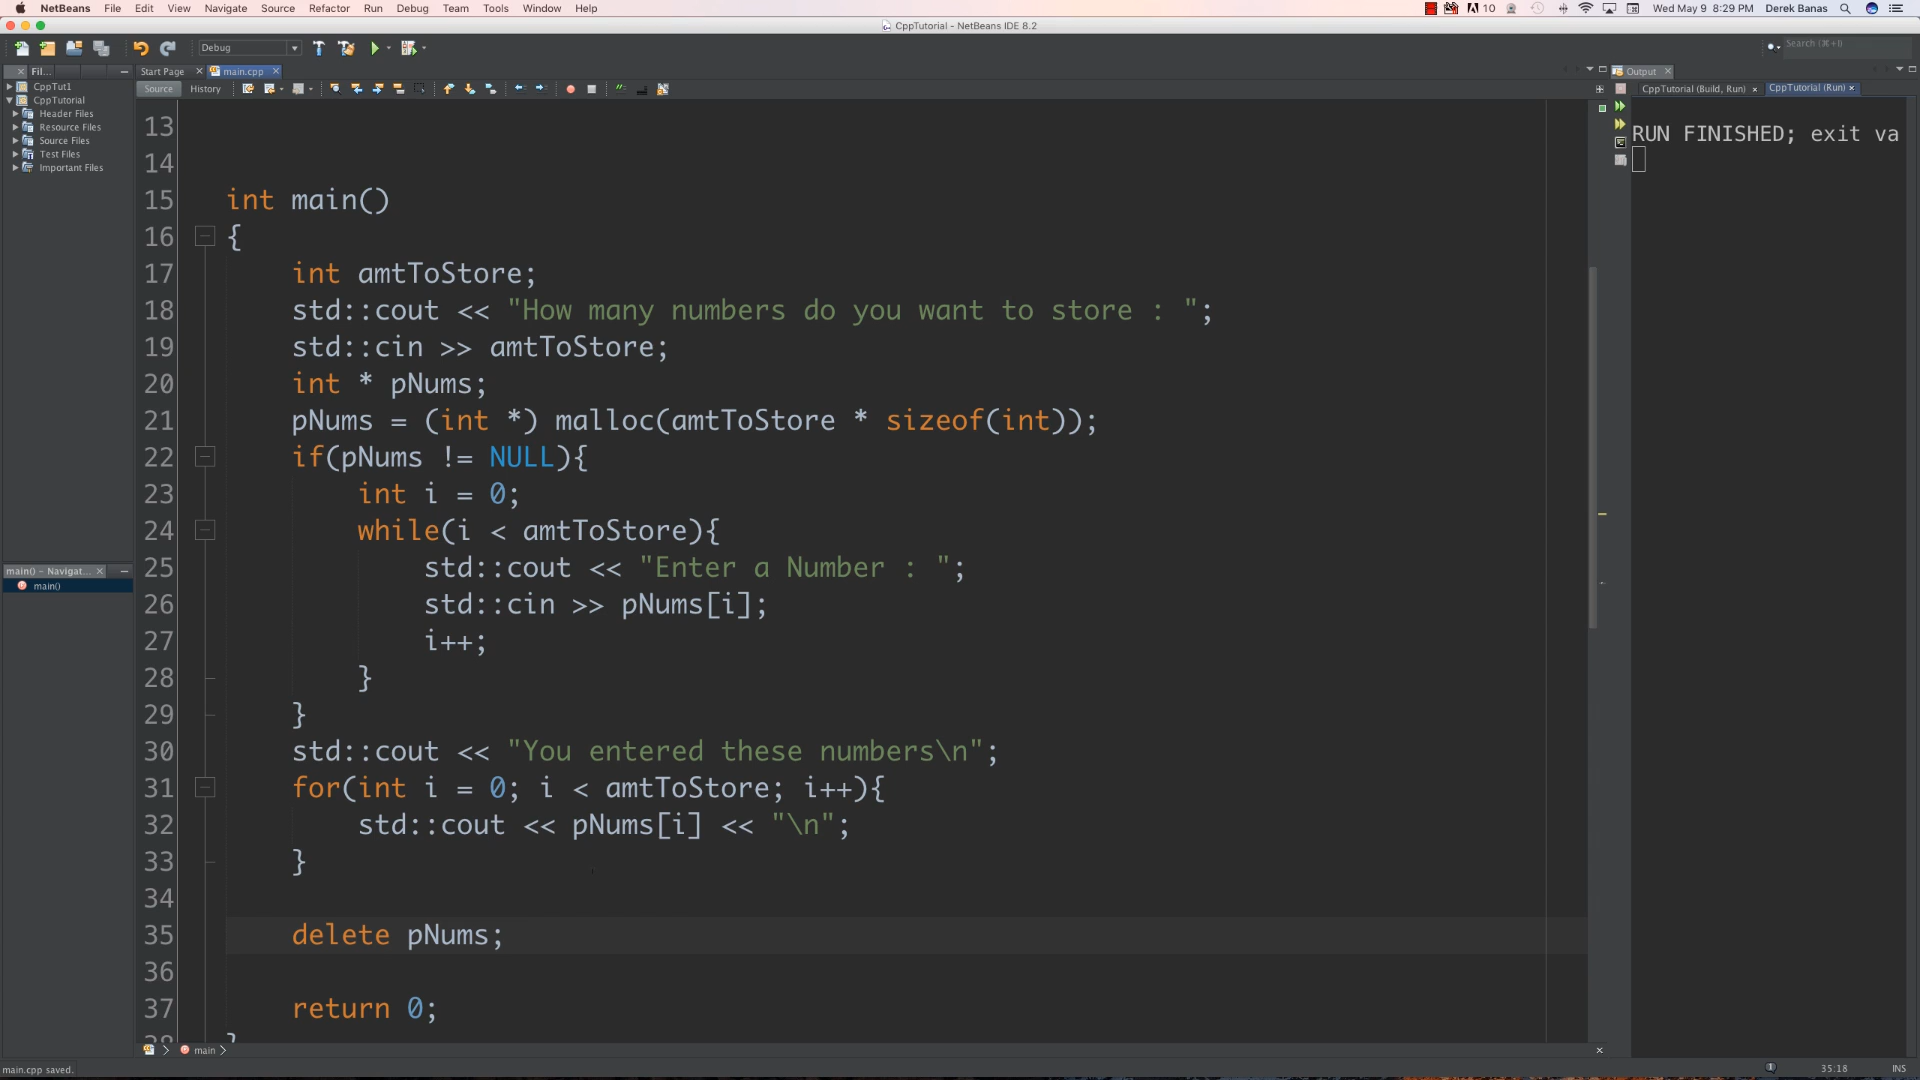 NetBeans File Edit View Navigate Source Refactor Run Debug Team Tools Window Help 10 Wed May 9 8:29 PM Derek Banas
CppTutorial - NetBeans IDE 8.2
Debug Search (⌘+I)
Fil... Start Page main.cpp Output
Source History CppTutorial (Build, Run) CppTutorial (Run)
CppTut1
CppTutorial
Header Files
Resource Files
Source Files
Test Files
Important Files
main() - Navigat...
main()
13
14
15 int main()
16 {
17 int amtToStore;
18 std::cout << "How many numbers do you want to store : ";
19 std::cin >> amtToStore;
20 int * pNums;
21 pNums = (int *) malloc(amtToStore * sizeof(int));
22 if(pNums != NULL){
23 int i = 0;
24 while(i < amtToStore){
25 std::cout << "Enter a Number : ";
26 std::cin >> pNums[i];
27 i++;
28 }
29 }
30 std::cout << "You entered these numbers\n";
31 for(int i = 0; i < amtToStore; i++){
32 std::cout << pNums[i] << "\n";
33 }
34
35 delete pNums;
36
37 return 0;
38 }
RUN FINISHED; exit va
main
main.cpp saved. 1 35:18 INS